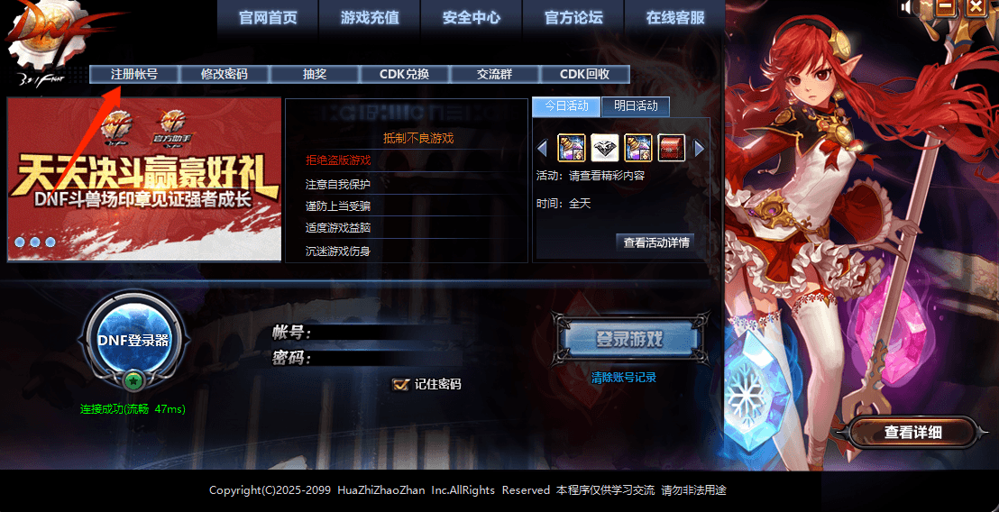 官网首页 游戏充值 安全中心 官方论坛 在线客服
DNF
注册帐号 修改密码 抽奖 CDK兑换 交流群 CDK回收
官方助手
天天决斗赢豪好礼
DNF斗兽场印章见证强者成长
抵制不良游戏
拒绝盗版游戏
注意自我保护
谨防上当受骗
适度游戏益脑
沉迷游戏伤身
今日活动 明日活动
活动：请查看精彩内容
时间：全天
查看活动详情
DNF登录器
连接成功(流畅 47ms)
帐号：
密码：
记住密码
登录游戏
清除账号记录
查看详细
Copyright(C)2025-2099 HuaZhiZhaoZhan Inc.AllRights Reserved 本程序仅供学习交流 请勿非法用途